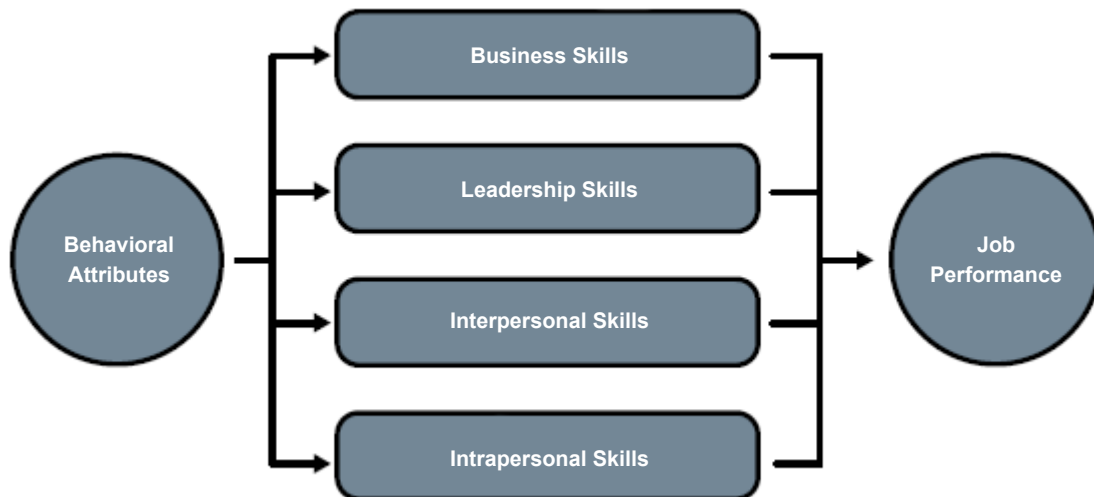 Business Skills
Leadership Skills
Behavioral
Attributes
Job
Performance
Interpersonal Skills
Intrapersonal Skills